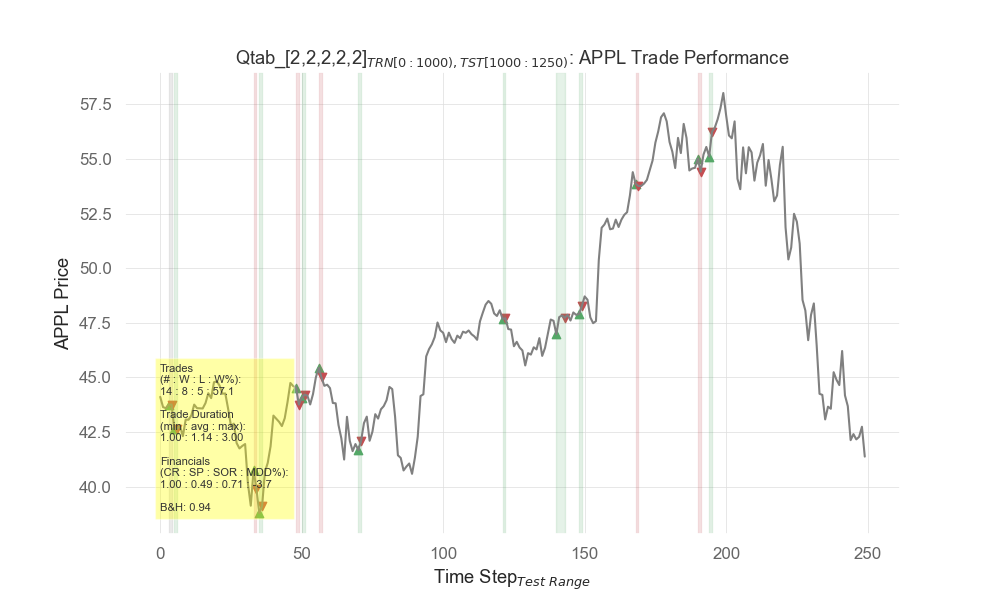 Qtab_[2,2,2,2,2]TRN[0 : 1000), TST[1000 : 1250): APPL Trade Performance
57.5
55.0
52.5
50.0
47.5
45.0
42.5
40.0
APPL Price
Trades
(# : W : L : W%):
14 : 8 : 5 : 57.1
Trade Duration
(min, avg : max):
1.00 : 1.14 : 3.00
Financials
(CR : SP : SOR : MDD%):
1.00 : 0.49 : 0.71 : -3.7
B&H: 0.94
0 50 100 150 200 250
Time Step Test Range